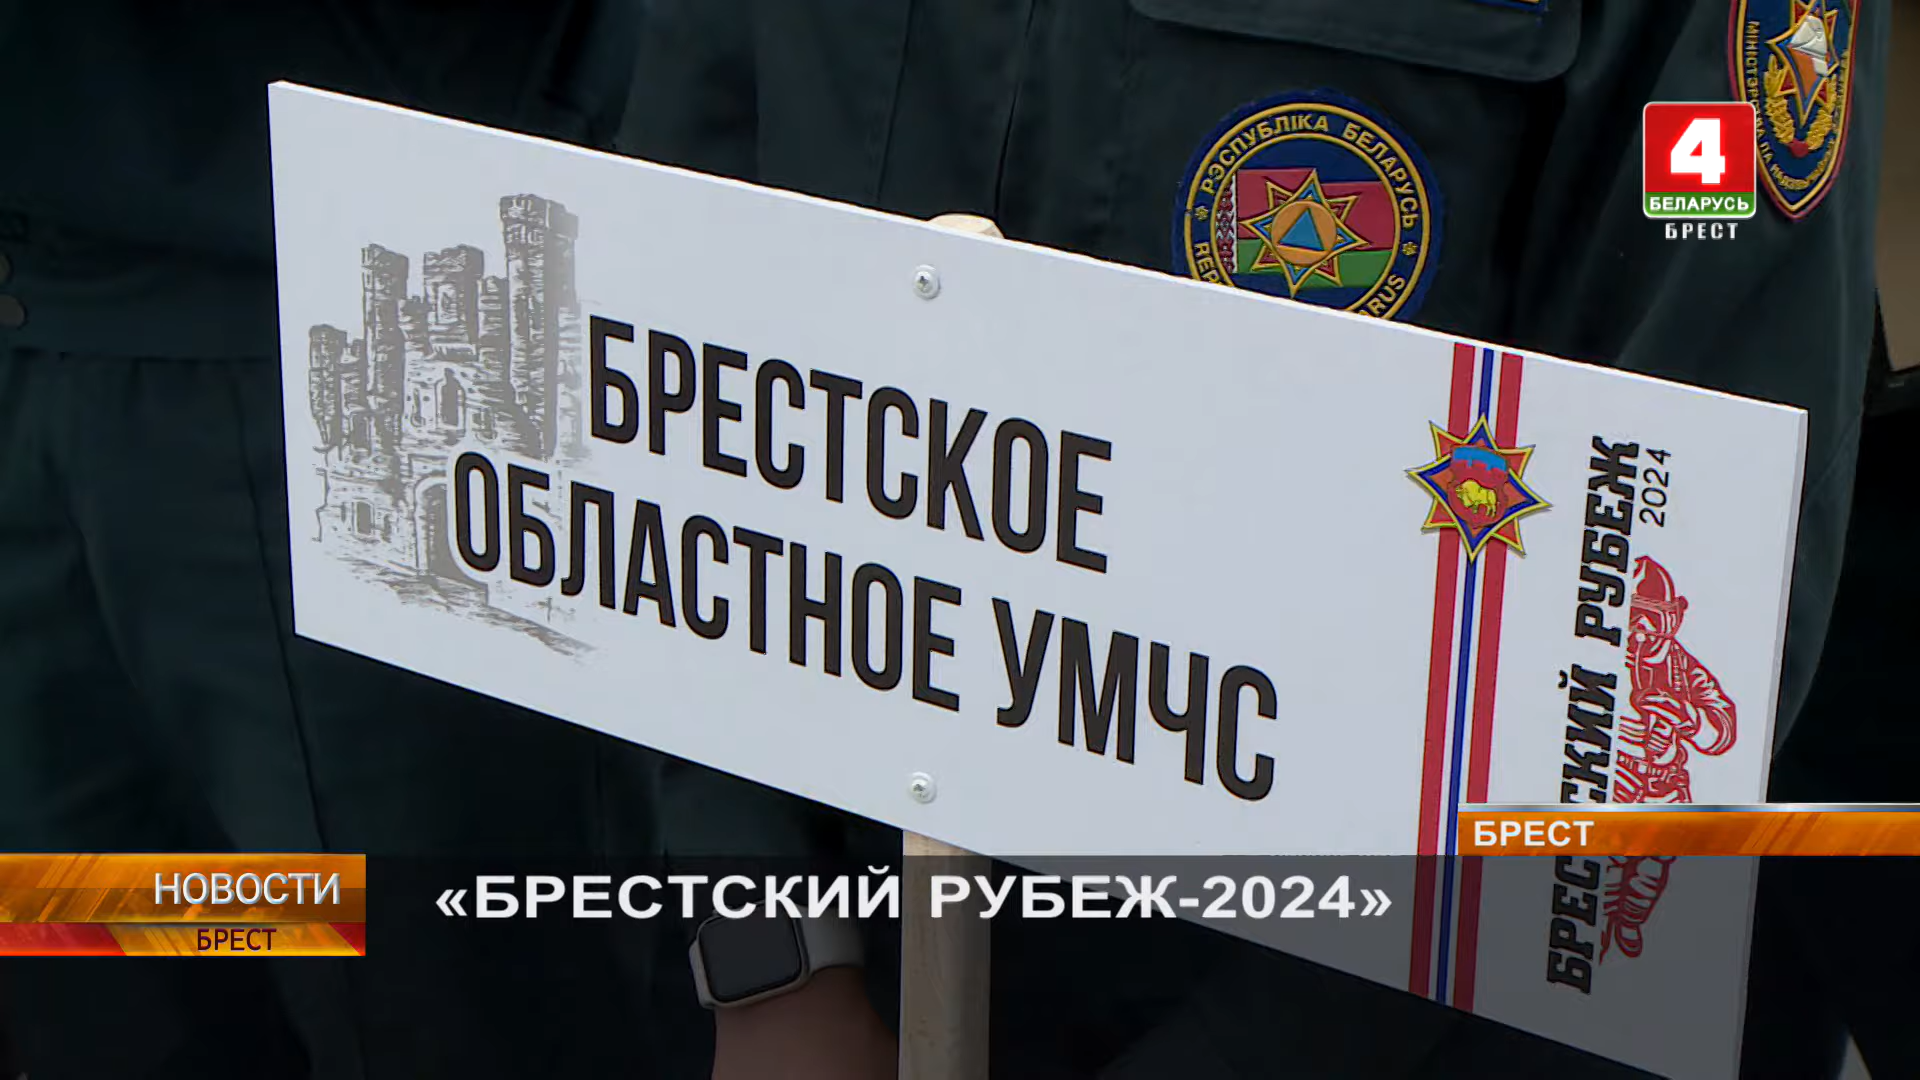 РЭСПУБЛІКА БЕЛАРУСЬ
4
БЕЛАРУСЬ
БРЕСТ
БРЕСТСКОЕ
ОБЛАСТНОЕ УМЧС
БРЕСТСКИЙ РУБЕЖ
2024
БРЕСТ
НОВОСТИ
БРЕСТ
«БРЕСТСКИЙ РУБЕЖ-2024»